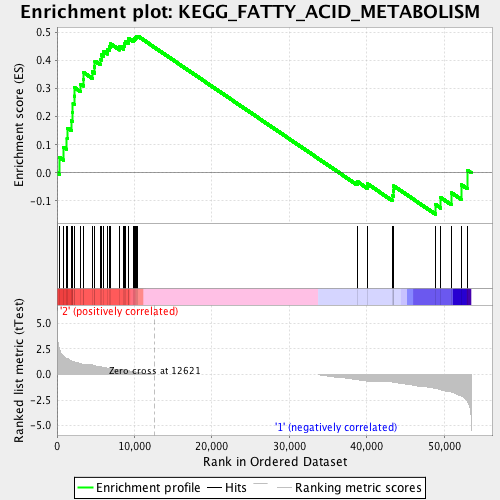 Enrichment plot: KEGG_FATTY_ACID_METABOLISM
Enrichment score (ES)
0.5
0.4
0.3
0.2
0.1
0.0
-0.1
'2' (positively correlated)
Ranked list metric (tTest)
5.0
2.5
0.0
-2.5
-5.0
Zero cross at 12621
'1' (negatively correlated)
0
10,000
20,000
30,000
40,000
50,000
Rank in Ordered Dataset
Enrichment profile
Hits
Ranking metric scores